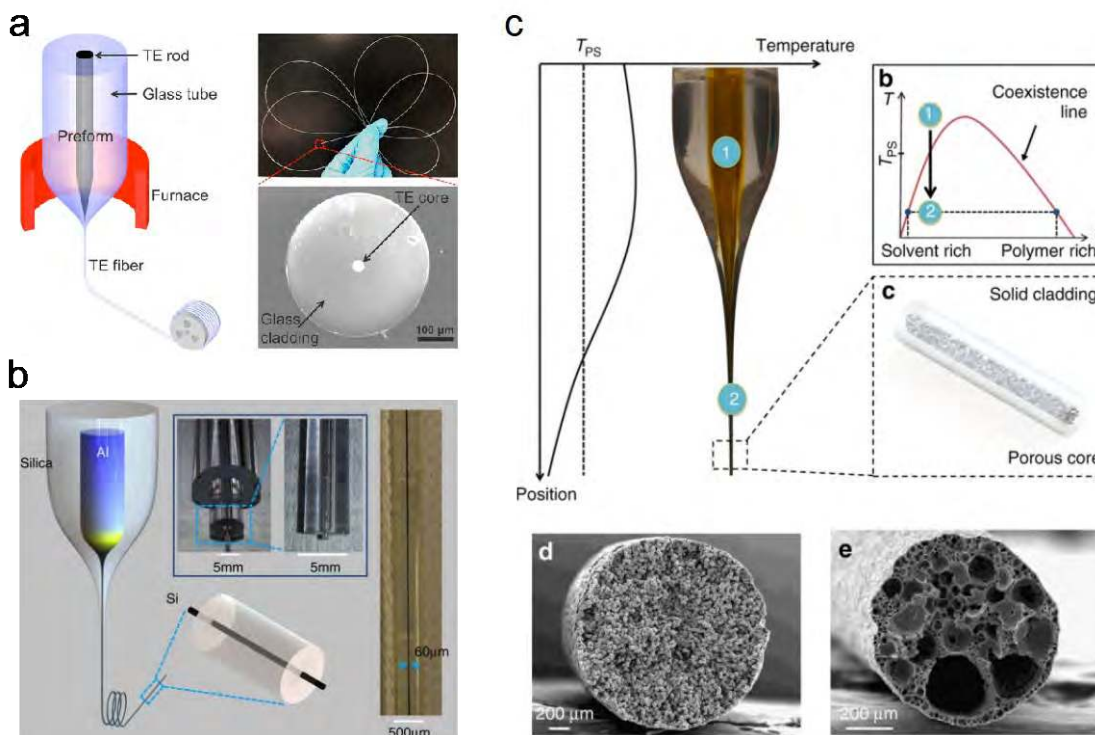 a
TE rod
Glass tube
Preform
Furnace
TE fiber
TE core
Glass
cladding
100 μm
b
Silica
Al
5mm
5mm
Si
60μm
500μm
c
T_PS
Temperature
1
2
Position
b
T
1
Coexistence
line
T_PS
2
Solvent rich
Polymer rich
c
Solid cladding
Porous core
d
200 μm
e
200 μm